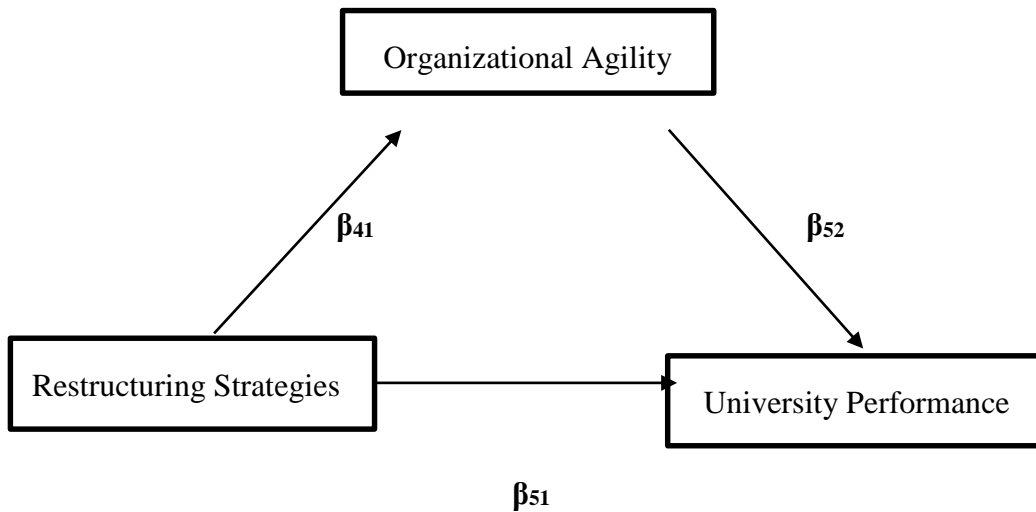 Organizational Agility
β41
β52
Restructuring Strategies
University Performance
β51